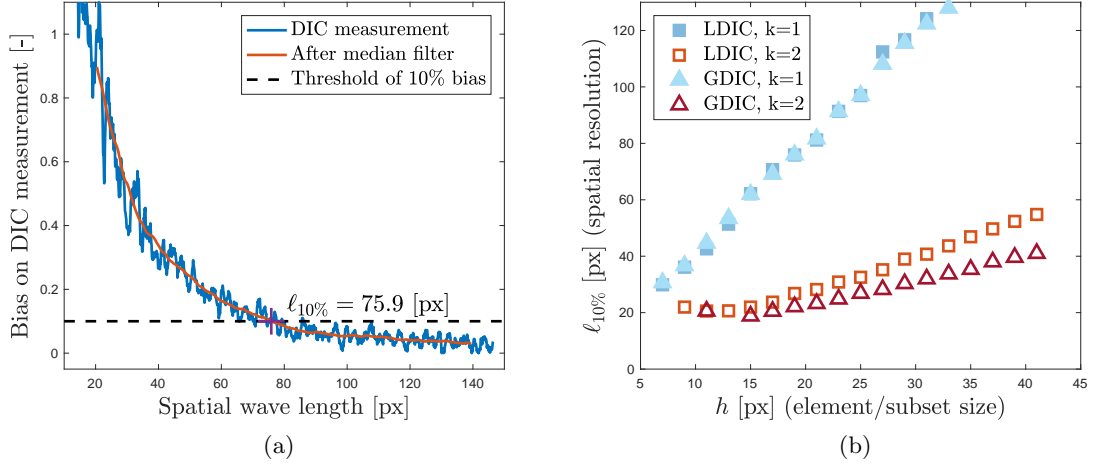 DIC measurement
After median filter
Threshold of 10% bias
Bias on DIC measurement [-]
1
0.8
0.6
0.4
0.2
0
ℓ10% = 75.9 [px]
20 40 60 80 100 120 140
Spatial wave length [px]
(a)
LDIC, k=1
LDIC, k=2
GDIC, k=1
GDIC, k=2
ℓ10% [px] (spatial resolution)
120
100
80
60
40
20
0
5 10 15 20 25 30 35 40 45
h [px] (element/subset size)
(b)